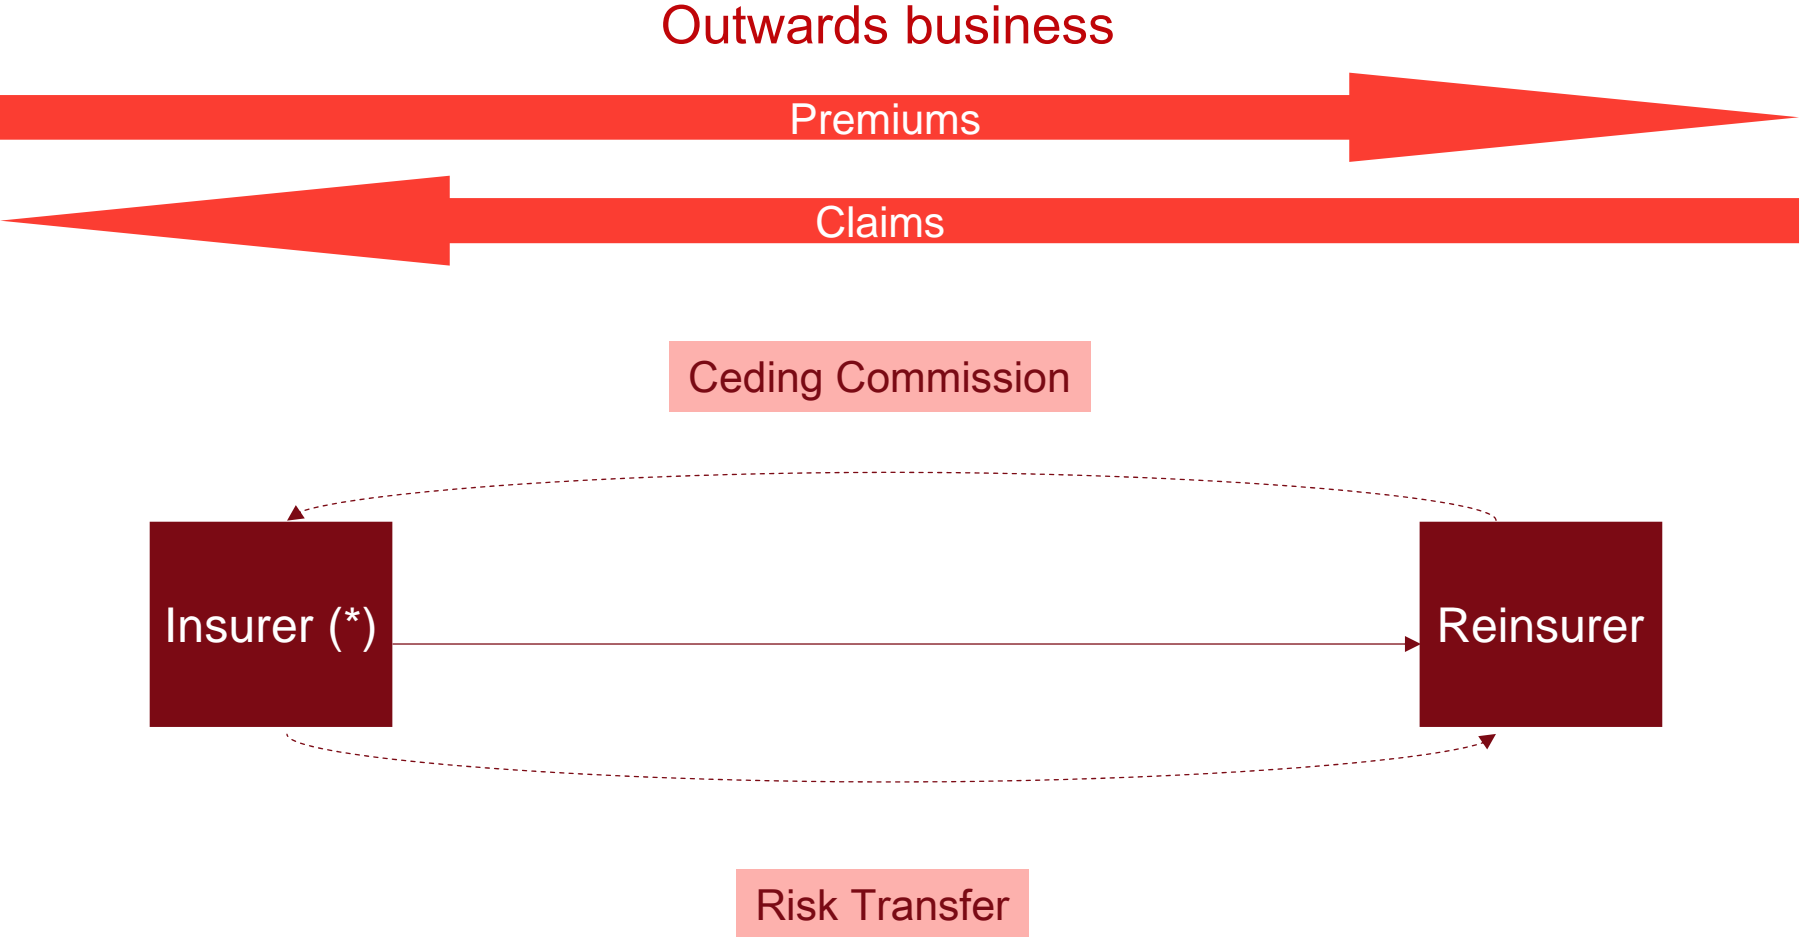 Outwards business
Premiums
Claims
Ceding Commission
Insurer (*)
Reinsurer
Risk Transfer